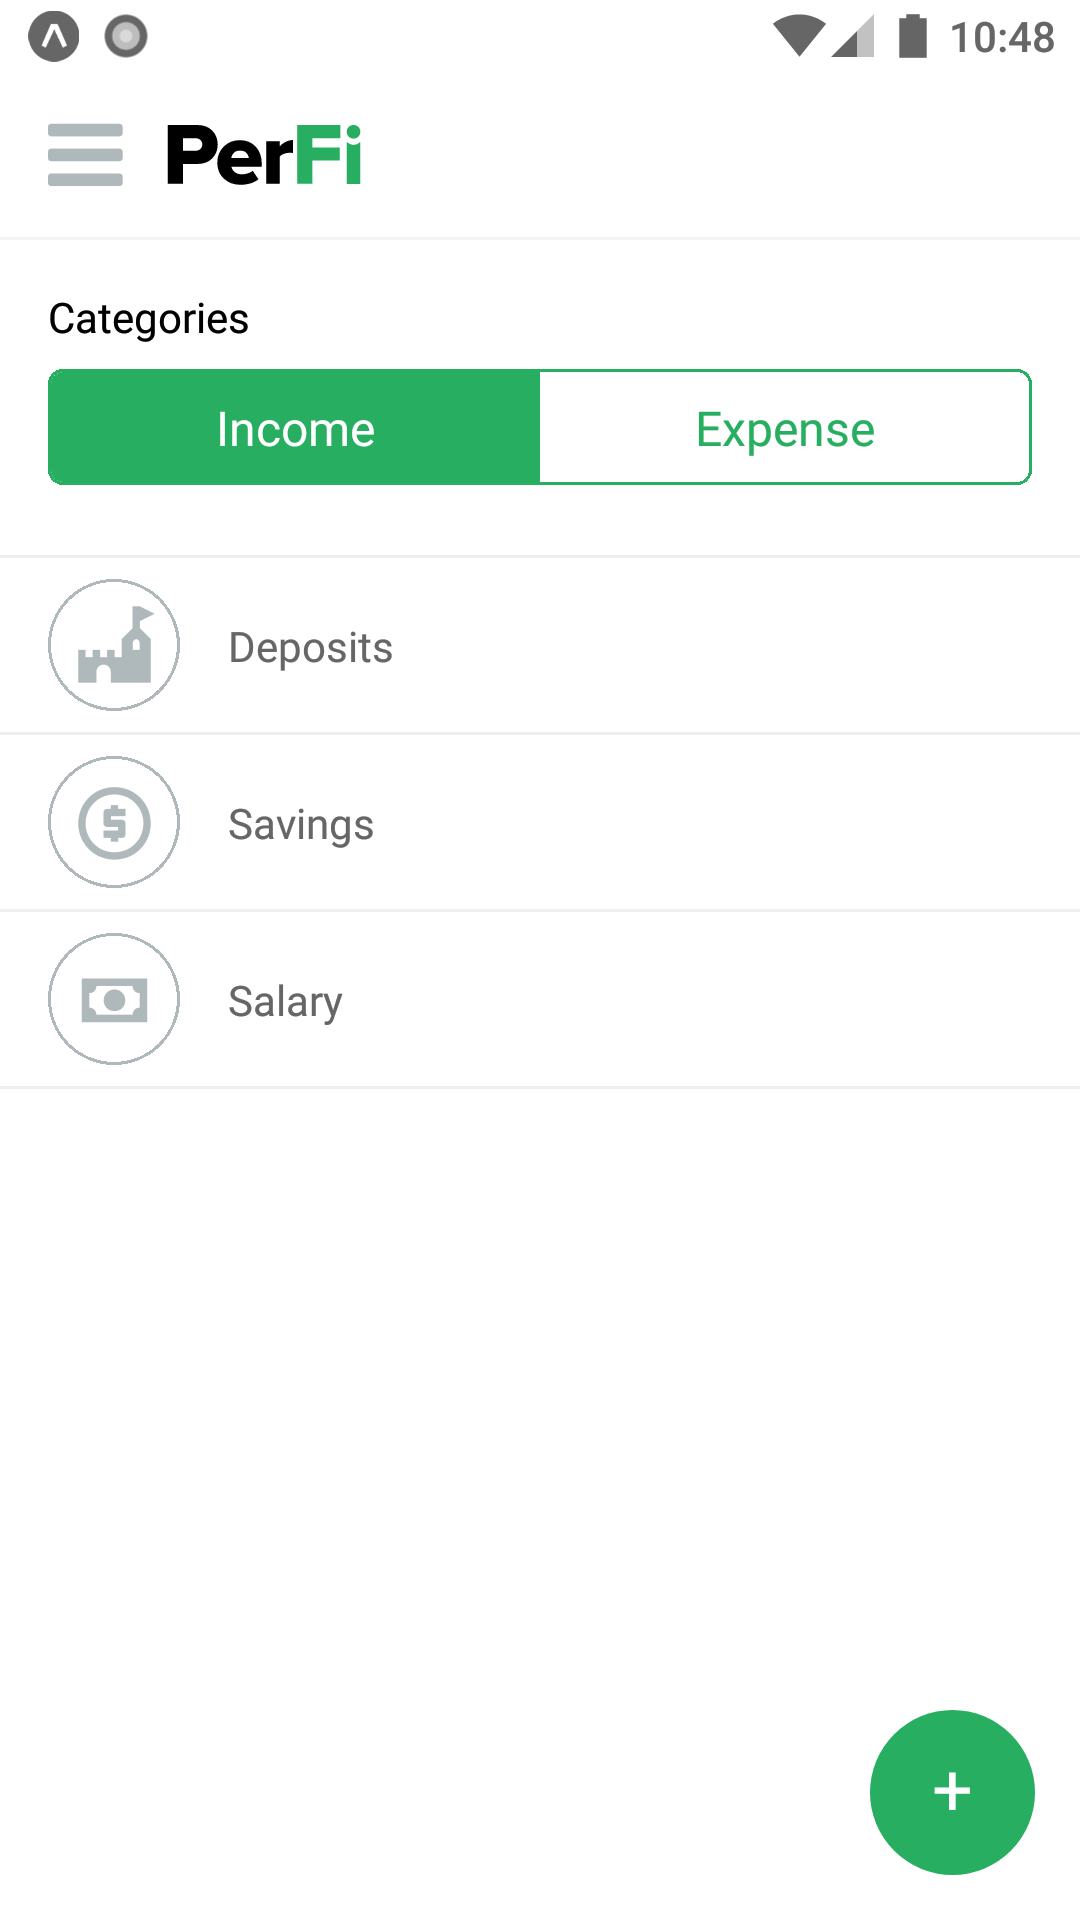 10:48
PerFi
Categories
Income Expense
Deposits
Savings
Salary
+